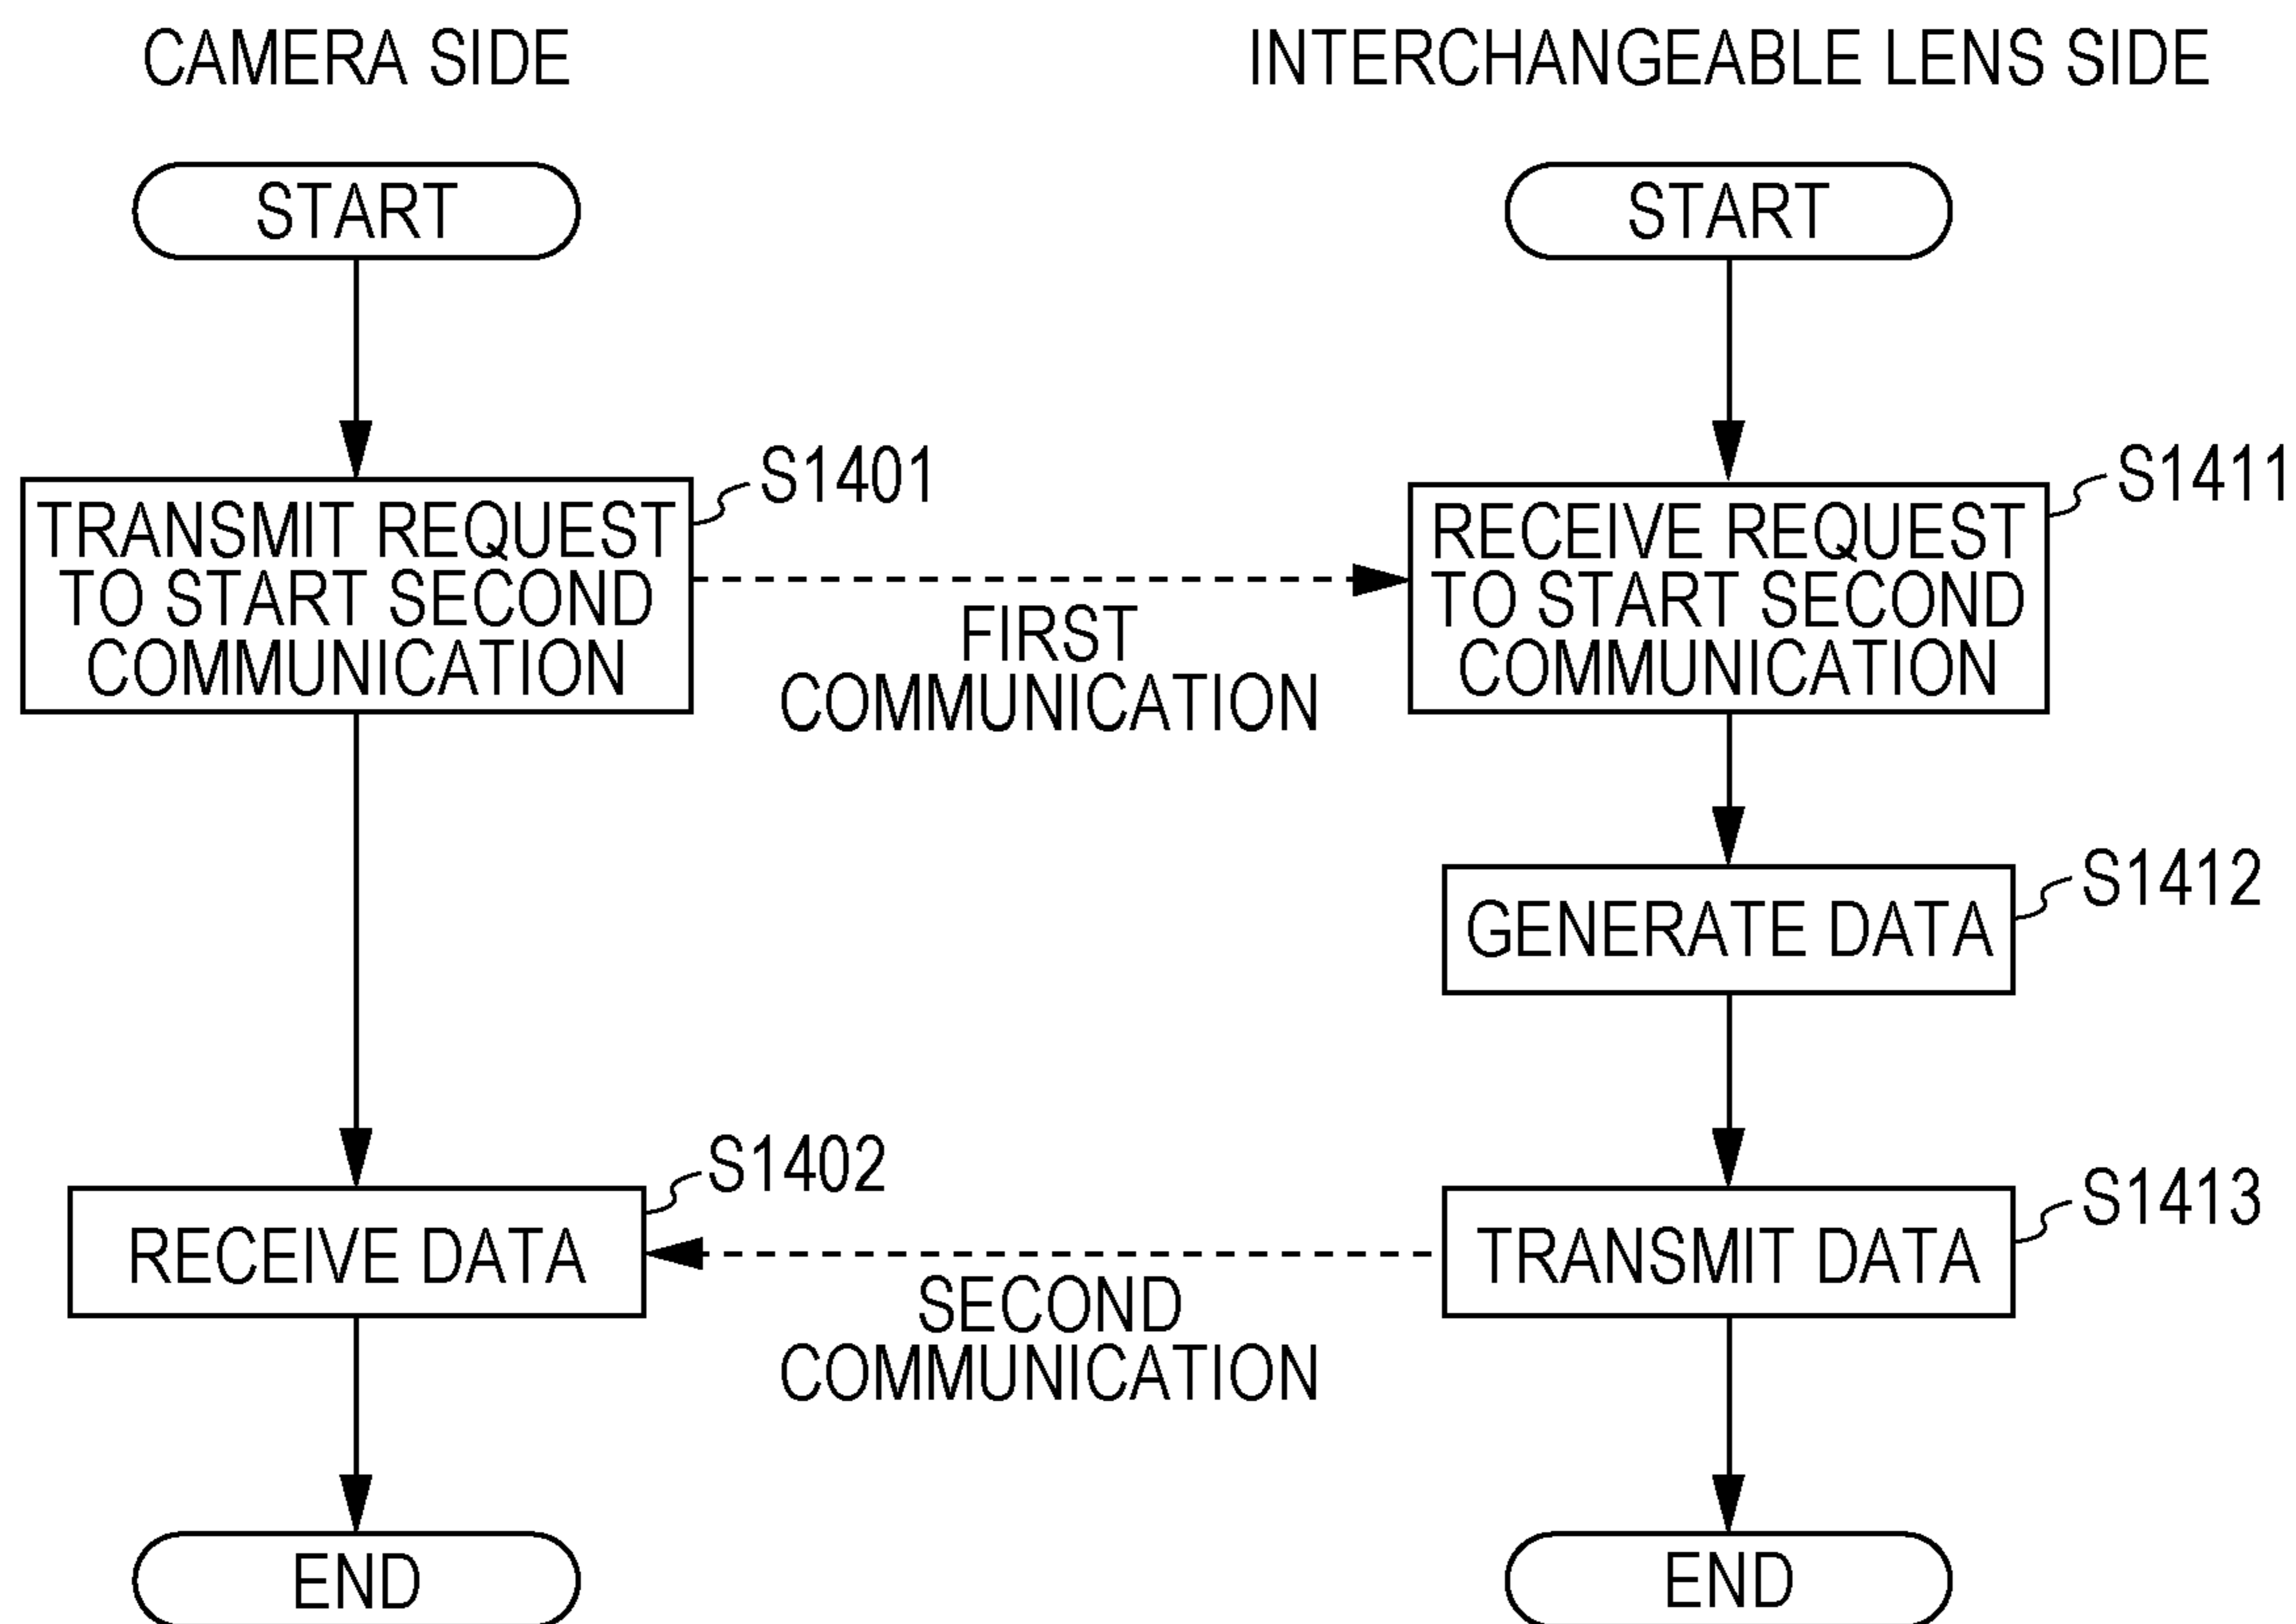 CAMERA SIDE
INTERCHANGEABLE LENS SIDE
START
START
S1401
TRANSMIT REQUEST
TO START SECOND
COMMUNICATION
FIRST
COMMUNICATION
S1411
RECEIVE REQUEST
TO START SECOND
COMMUNICATION
S1412
GENERATE DATA
S1402
RECEIVE DATA
SECOND
COMMUNICATION
S1413
TRANSMIT DATA
END
END